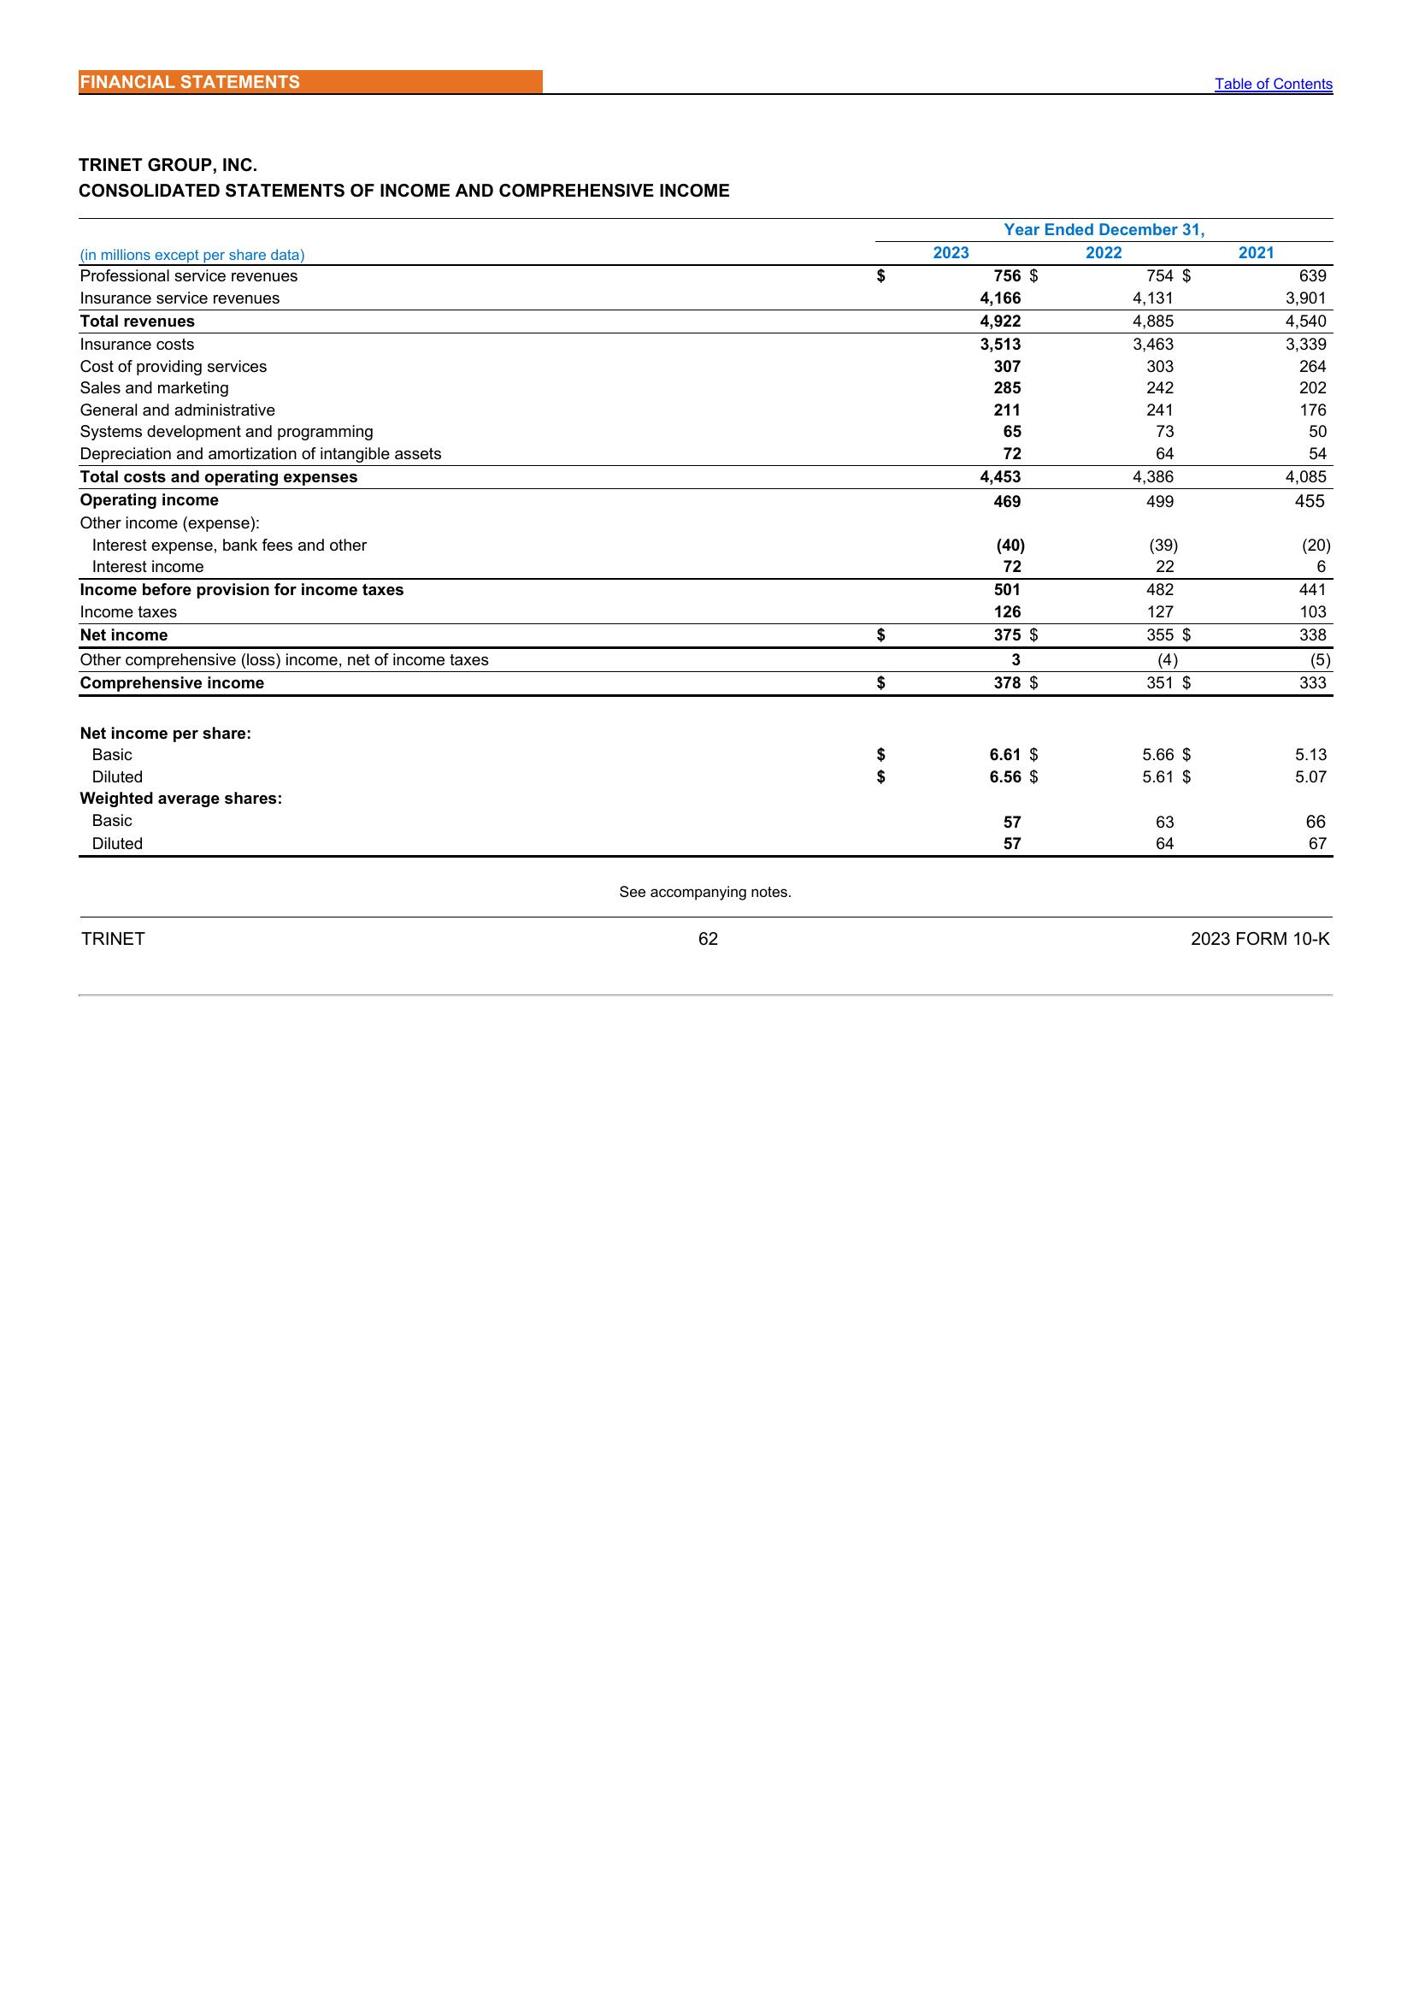 FINANCIAL STATEMENTS Table of Contents
TRINET GROUP, INC.
CONSOLIDATED STATEMENTS OF INCOME AND COMPREHENSIVE INCOME
Year Ended December 31,
(in millions except per share data) 2023 2022 2021
Professional service revenues $ 756 $ 754 $ 639
Insurance service revenues 4,166 4,131 3,901
Total revenues 4,922 4,885 4,540
Insurance costs 3,513 3,463 3,339
Cost of providing services 307 303 264
Sales and marketing 285 242 202
General and administrative 211 241 176
Systems development and programming 65 73 50
Depreciation and amortization of intangible assets 72 64 54
Total costs and operating expenses 4,453 4,386 4,085
Operating income 469 499 455
Other income (expense):
Interest expense, bank fees and other (40) (39) (20)
Interest income 72 22 6
Income before provision for income taxes 501 482 441
Income taxes 126 127 103
Net income $ 375 $ 355 $ 338
Other comprehensive (loss) income, net of income taxes 3 (4) (5)
Comprehensive income $ 378 $ 351 $ 333
Net income per share:
Basic $ 6.61 $ 5.66 $ 5.13
Diluted $ 6.56 $ 5.61 $ 5.07
Weighted average shares:
Basic 57 63 66
Diluted 57 64 67
See accompanying notes.
TRINET 62 2023 FORM 10-K